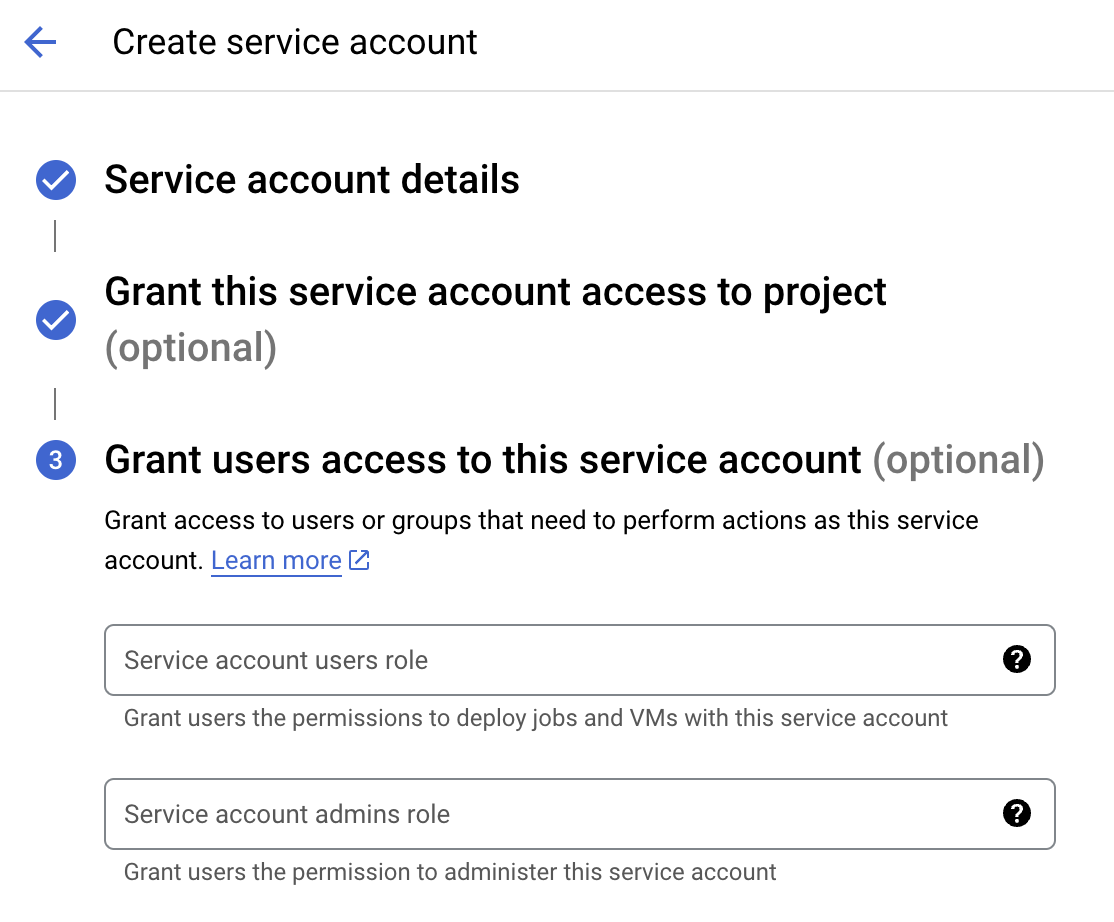 Create service account
Service account details
Grant this service account access to project
(optional)
3
Grant users access to this service account (optional)
Grant access to users or groups that need to perform actions as this service
account. Learn more
Service account users role
?
Grant users the permissions to deploy jobs and VMs with this service account
Service account admins role
?
Grant users the permission to administer this service account